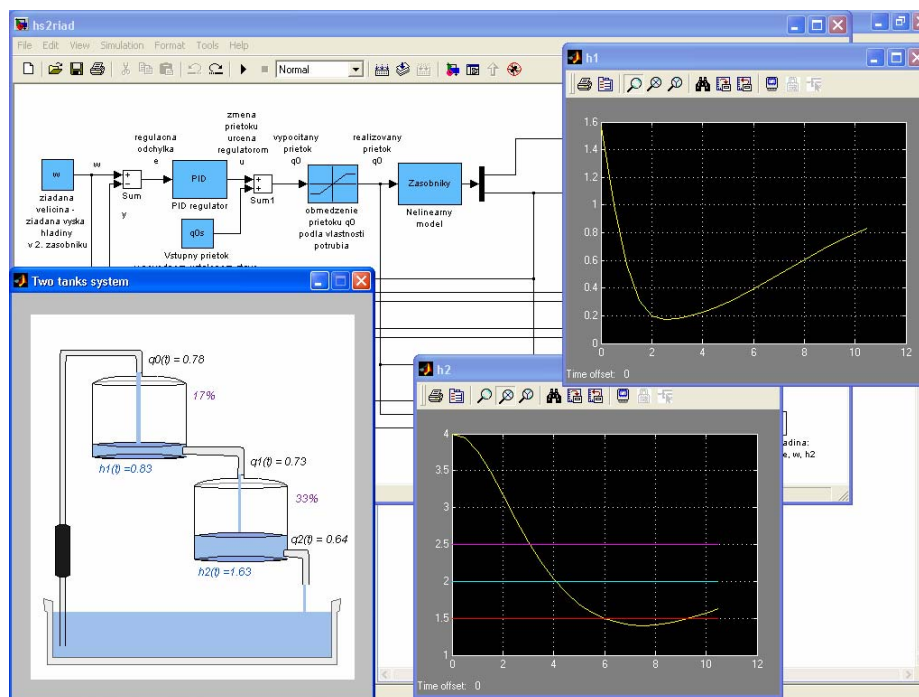 hs2riad
File Edit View Simulation Format Tools Help
Normal
w
ziadana
velicina -
ziadana vyska
hladiny
v 2. zasobniku
w
regulacna
odchylka
e
Sum
y
PID
PID regulator
zmena
prietoku
urcena
regulatorom
u
q0s
Vstupny prietok
Sum1
vypocitany
prietok
q0
obmedzenie
prietoku q0
podla vlastnosti
potrubia
realizovany
prietok
q0
Zasobniky
Nelinearny
model
e, w, h2
h1
1.6
1.4
1.2
1
0.8
0.6
0.4
0.2
0
0 2 4 6 8 10 12
Time offset: 0
Two tanks system
q0(t) = 0.78
17%
h1(t) =0.83
q1(t) = 0.73
33%
q2(t) = 0.64
h2(t) =1.63
h2
4
3.5
3
2.5
2
1.5
1
0 2 4 6 8 10 12
Time offset: 0